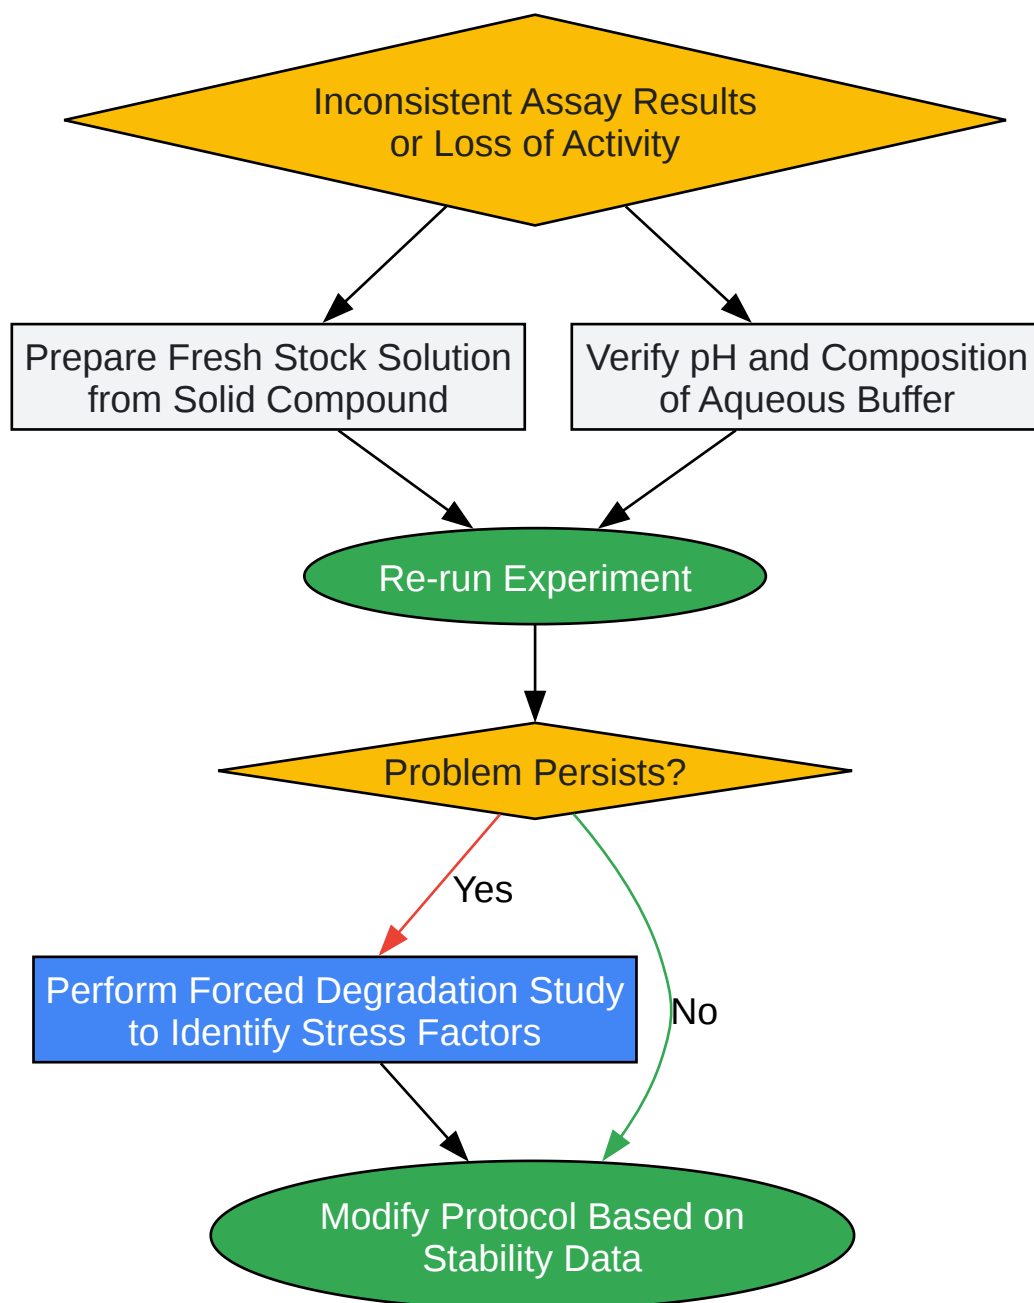 Inconsistent Assay Results
or Loss of Activity
Prepare Fresh Stock Solution
from Solid Compound
Verify pH and Composition
of Aqueous Buffer
Re-run Experiment
Problem Persists?
Yes
Perform Forced Degradation Study
to Identify Stress Factors
No
Modify Protocol Based on
Stability Data